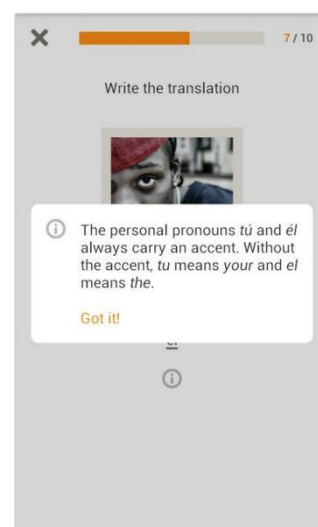 7 / 10
Write the translation
The personal pronouns tú and él
always carry an accent. Without
the accent, tu means your and el
means the.
Got it!